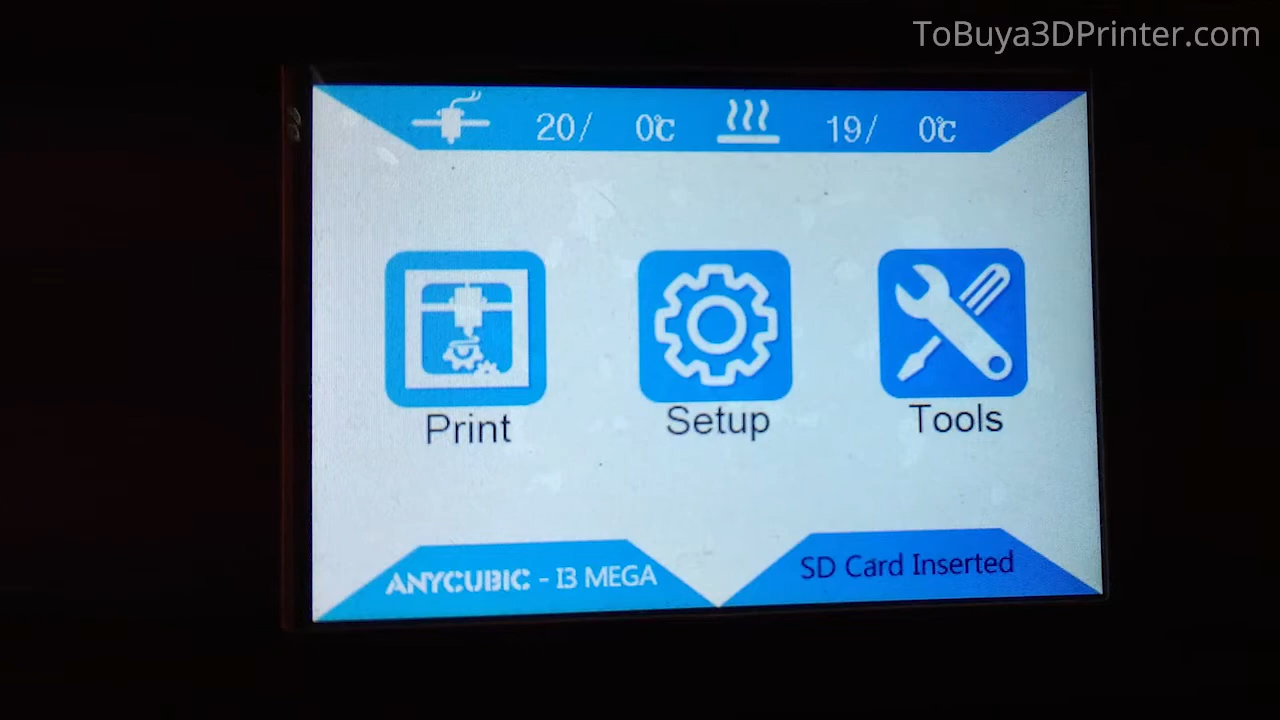 ToBuya3DPrinter.com
20/ 0℃ 19/ 0℃
Print Setup Tools
ANYCUBIC - I3 MEGA
SD Card Inserted